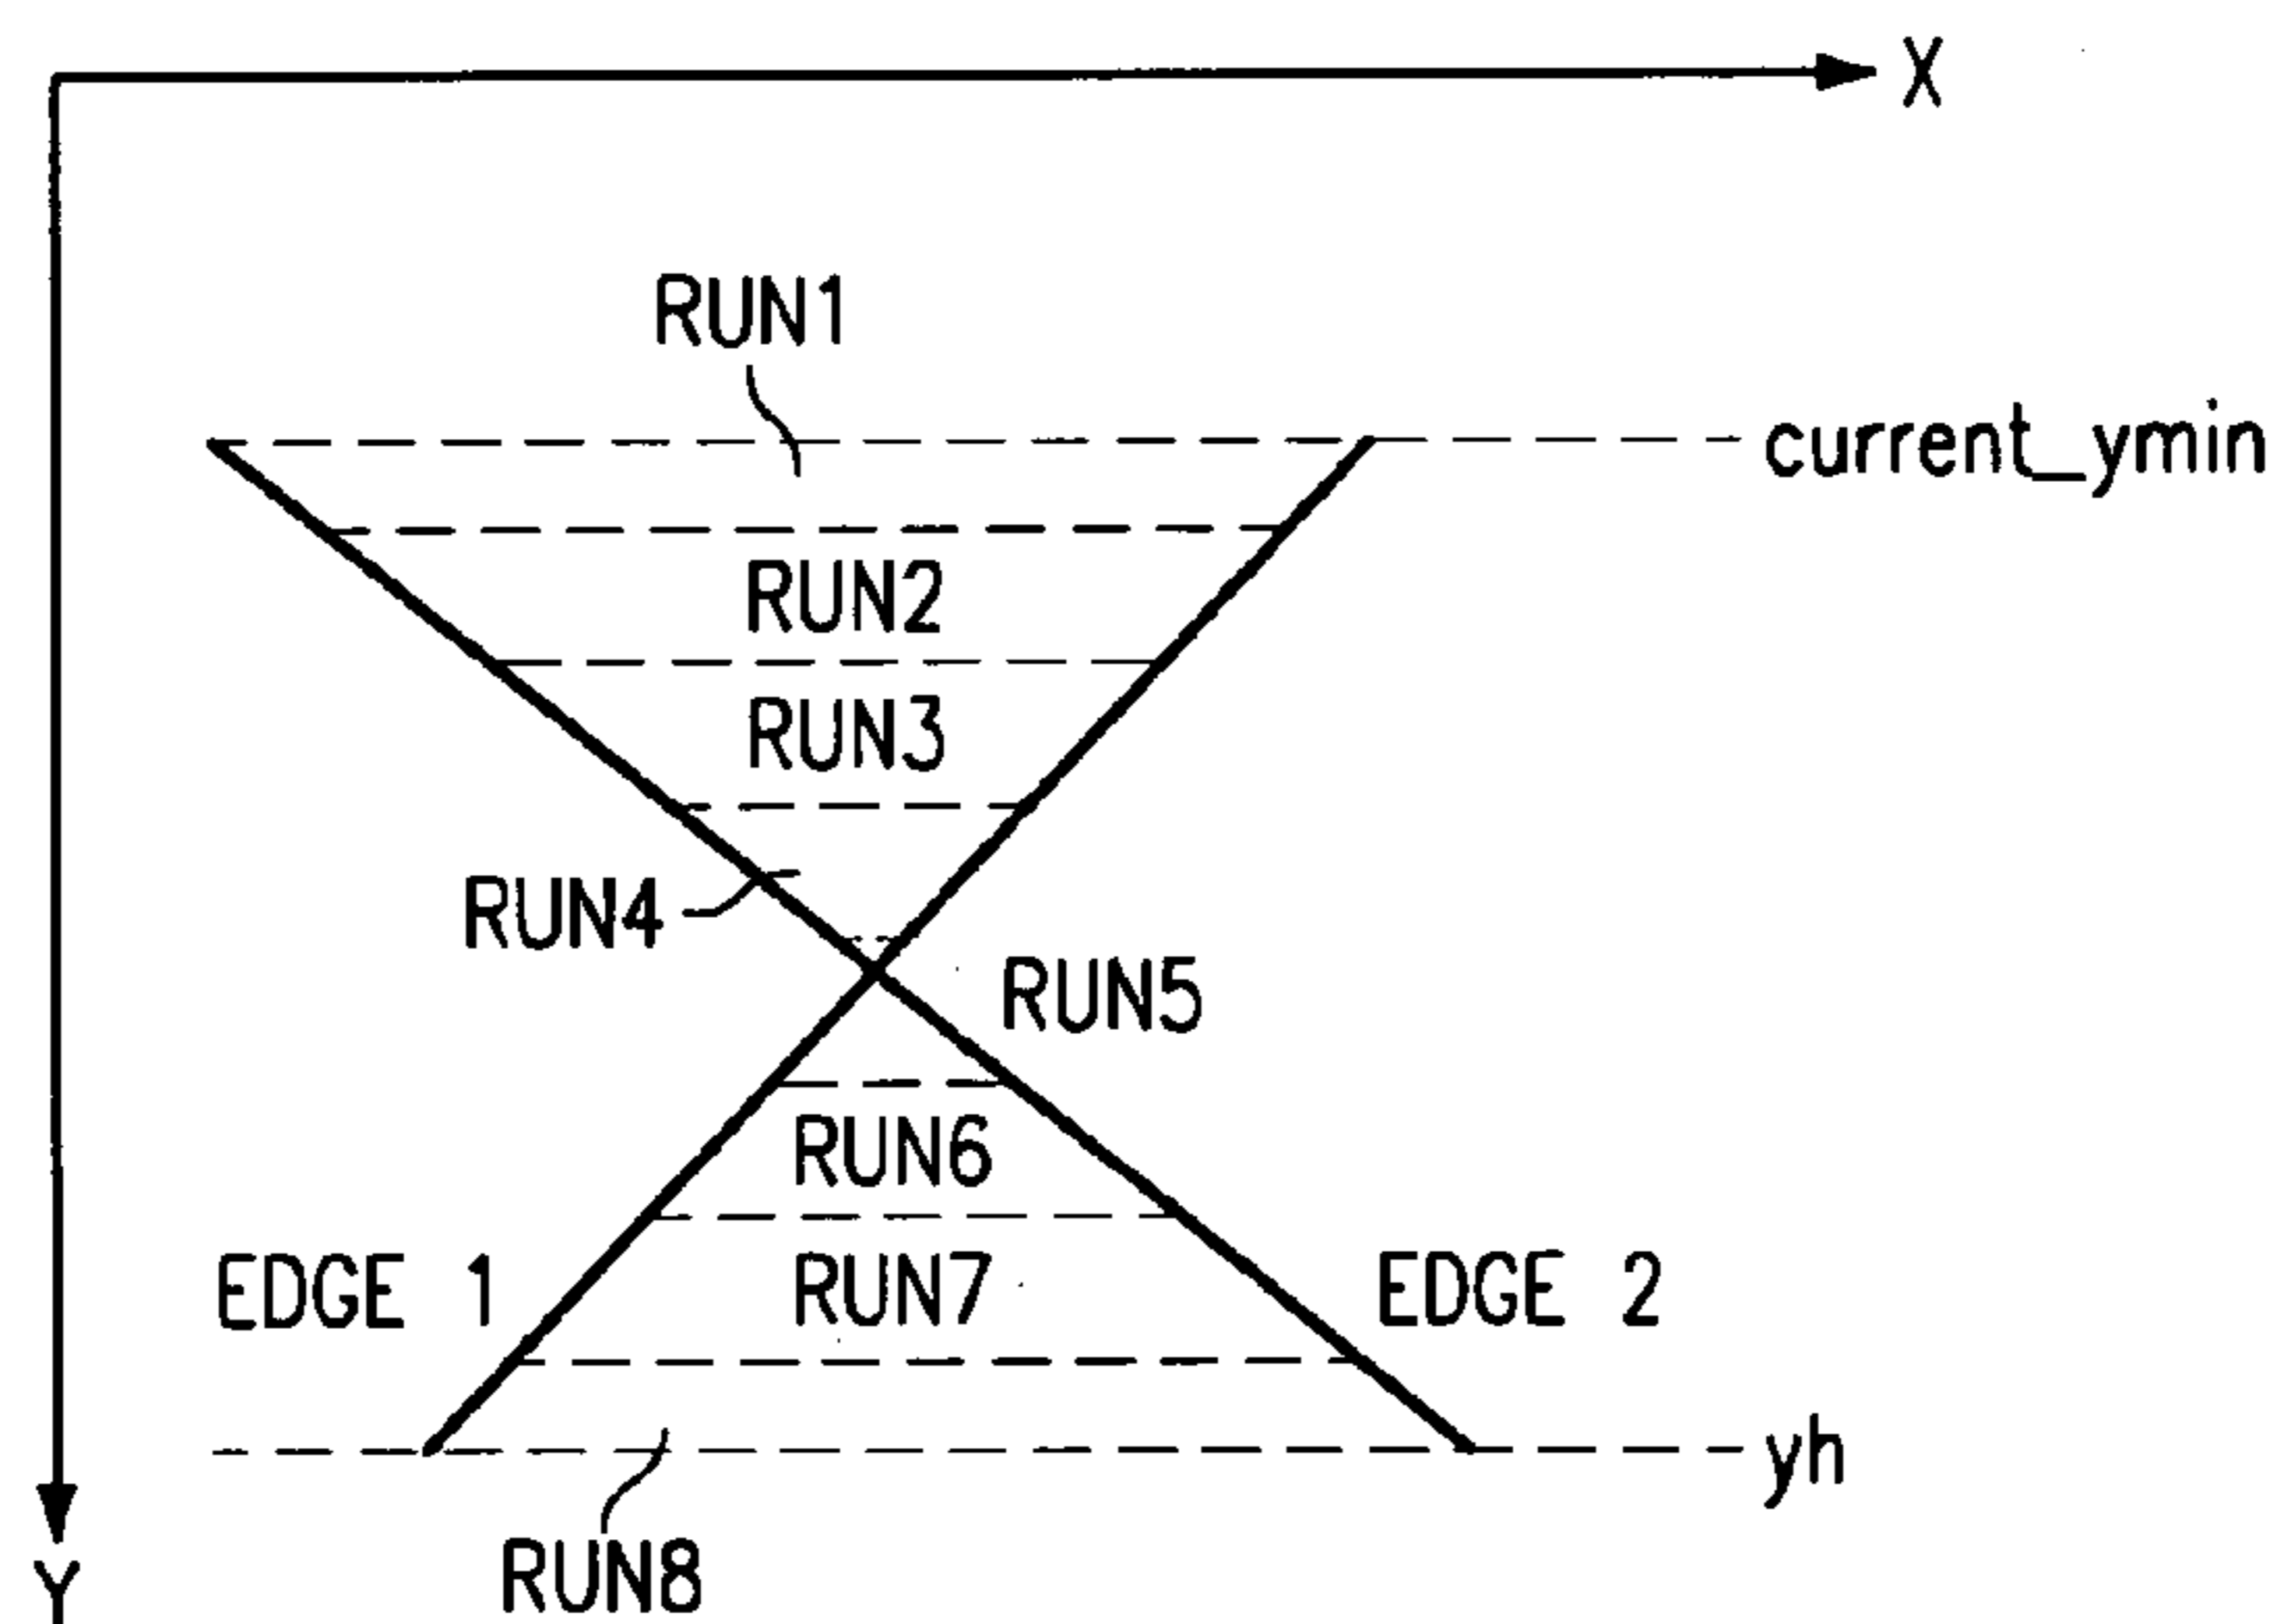 X
RUN1
current_ymin
RUN2
RUN3
RUN4
RUN5
RUN6
EDGE 1
RUN7
EDGE 2
yh
RUN8
Y